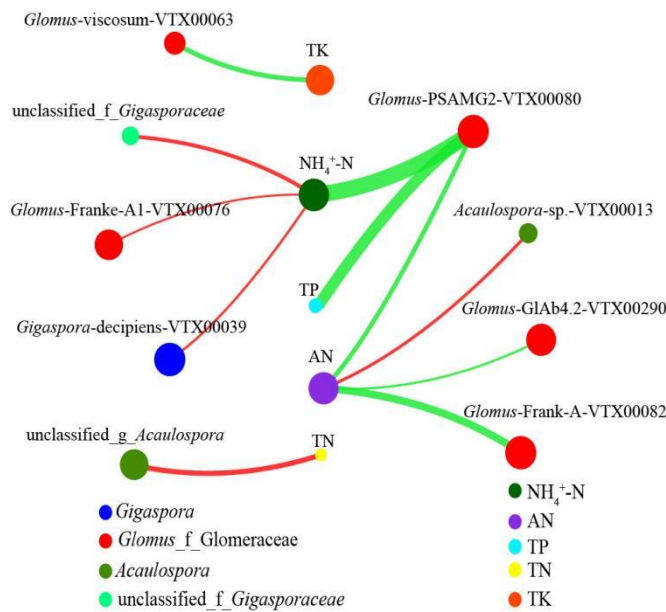 Glomus-viscosum-VTX00063
TK
Glomus-PSAMG2-VTX00080
unclassified_f_Gigasporaceae
NH₄⁺-N
Glomus-Franke-A1-VTX00076
Acaulospora-sp.-VTX00013
TP
Glomus-GlAb4.2-VTX00290
Gigaspora-decipiens-VTX00039
AN
Glomus-Frank-A-VTX00082
unclassified_g_Acaulospora
TN
Gigaspora
Glomus_f_Glomeraceae
Acaulospora
unclassified_f_Gigasporaceae
NH₄⁺-N
AN
TP
TN
TK